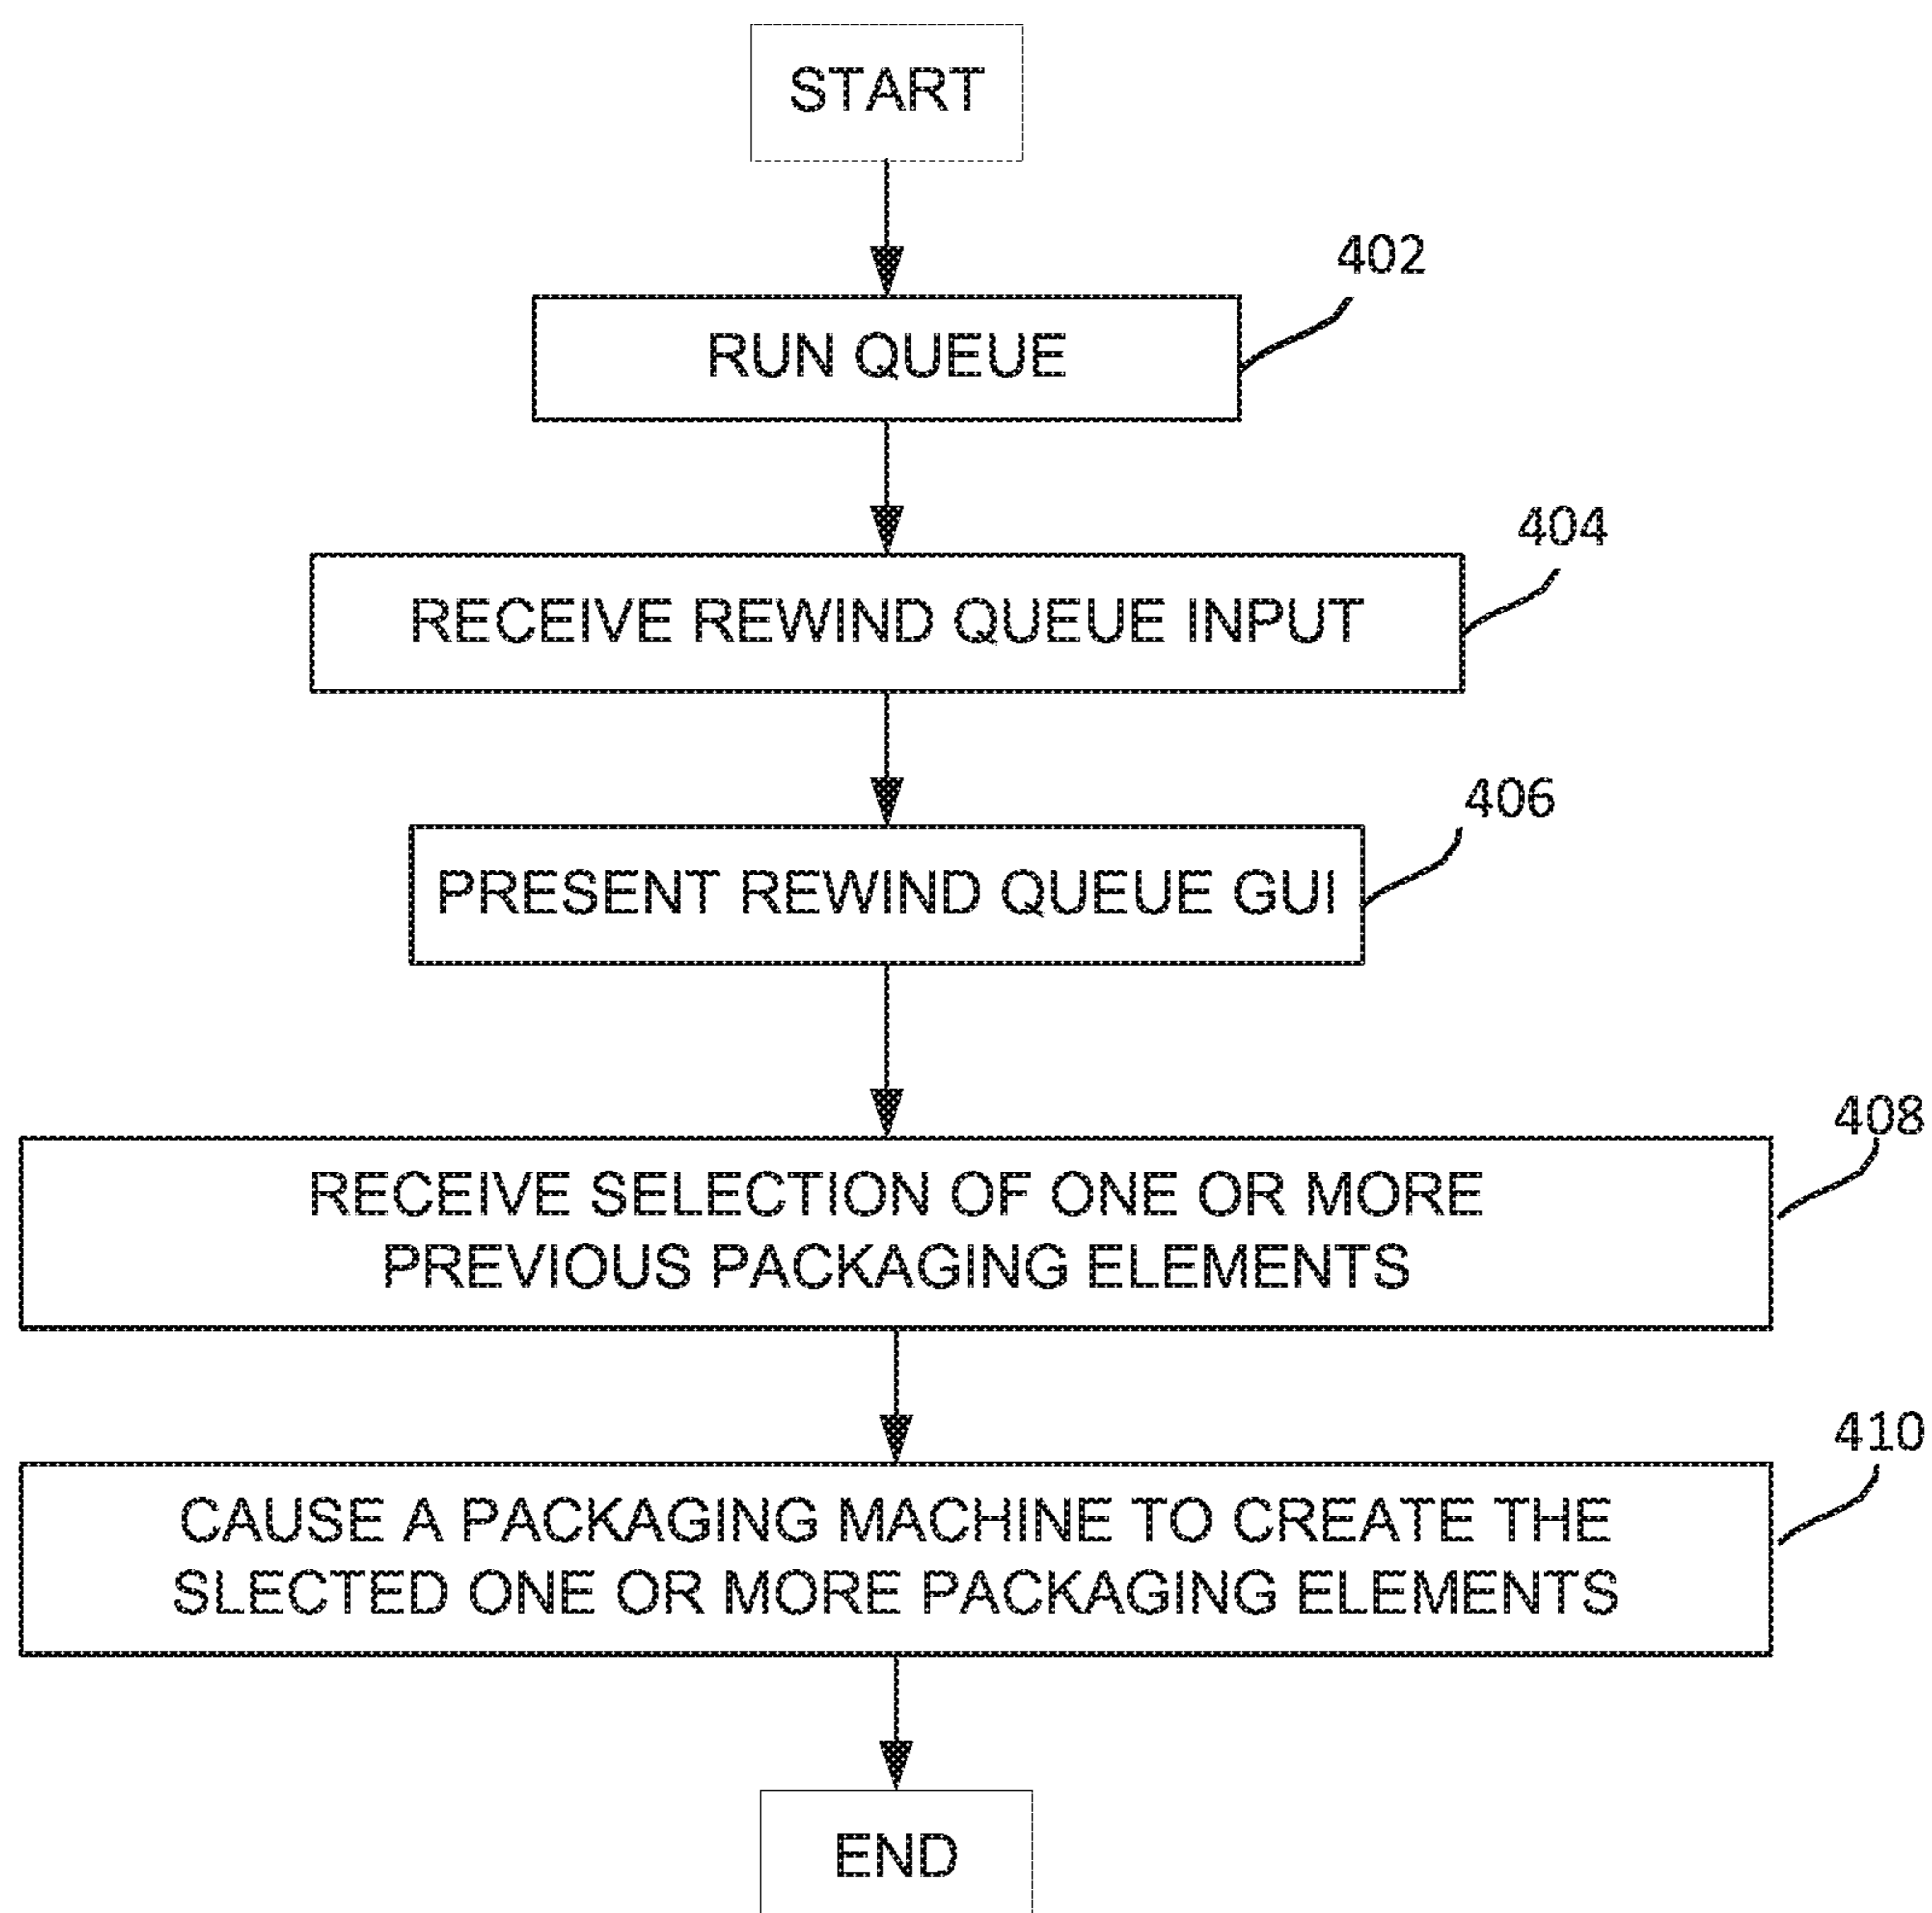 START
402
RUN QUEUE
404
RECEIVE REWIND QUEUE INPUT
406
PRESENT REWIND QUEUE GUI
408
RECEIVE SELECTION OF ONE OR MORE
PREVIOUS PACKAGING ELEMENTS
410
CAUSE A PACKAGING MACHINE TO CREATE THE
SLECTED ONE OR MORE PACKAGING ELEMENTS
END